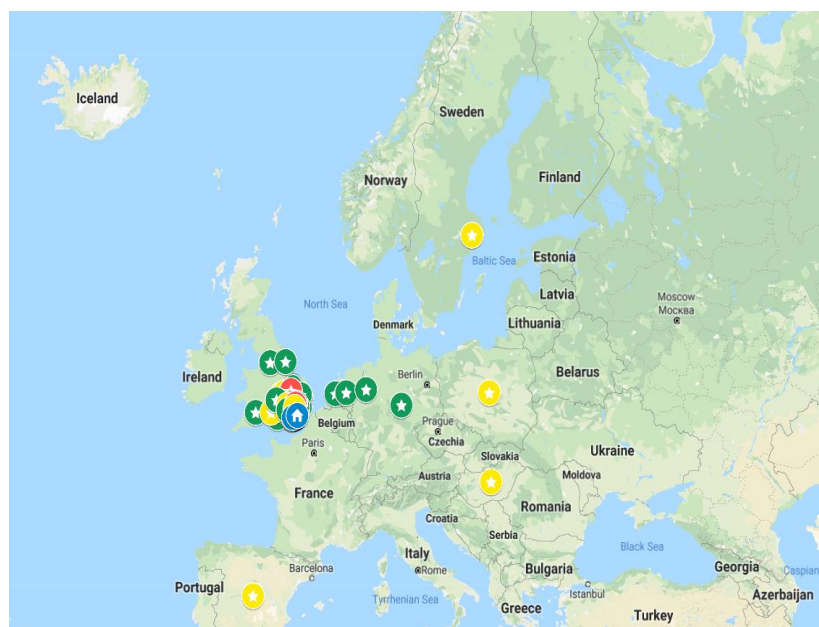 Iceland
Sweden
Norway
Finland
Baltic Sea
Estonia
North Sea
Latvia
Moscow
Москва
Denmark
Lithuania
Ireland
Berlin
Belarus
Belgium
Prague
Czechia
Paris
Slovakia
Ukraine
Austria
Moldova
France
Romania
Croatia
Serbia
Black Sea
Italy
Barcelona
Rome
Bulgaria
Georgia
Caspian
Portugal
Istanbul
Azerbaijan
Tyrrhenian Sea
Greece
Turkey